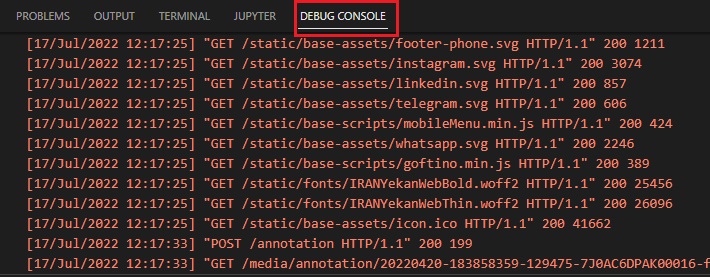 PROBLEMS OUTPUT TERMINAL JUPYTER DEBUG CONSOLE
[17/Jul/2022 12:17:25] "GET /static/base-assets/footer-phone.svg HTTP/1.1" 200 1211
[17/Jul/2022 12:17:25] "GET /static/base-assets/instagram.svg HTTP/1.1" 200 3074
[17/Jul/2022 12:17:25] "GET /static/base-assets/linkedin.svg HTTP/1.1" 200 857
[17/Jul/2022 12:17:25] "GET /static/base-assets/telegram.svg HTTP/1.1" 200 606
[17/Jul/2022 12:17:25] "GET /static/base-scripts/mobileMenu.min.js HTTP/1.1" 200 424
[17/Jul/2022 12:17:25] "GET /static/base-assets/whatsapp.svg HTTP/1.1" 200 2246
[17/Jul/2022 12:17:25] "GET /static/base-scripts/goftino.min.js HTTP/1.1" 200 389
[17/Jul/2022 12:17:25] "GET /static/fonts/IRANYekanWebBold.woff2 HTTP/1.1" 200 25456
[17/Jul/2022 12:17:25] "GET /static/fonts/IRANYekanWebThin.woff2 HTTP/1.1" 200 26096
[17/Jul/2022 12:17:25] "GET /static/base-assets/icon.ico HTTP/1.1" 200 41662
[17/Jul/2022 12:17:33] "POST /annotation HTTP/1.1" 200 199
[17/Jul/2022 12:17:33] "GET /media/annotation/20220420-183858359-129475-7J0AC6DPAK00016-f